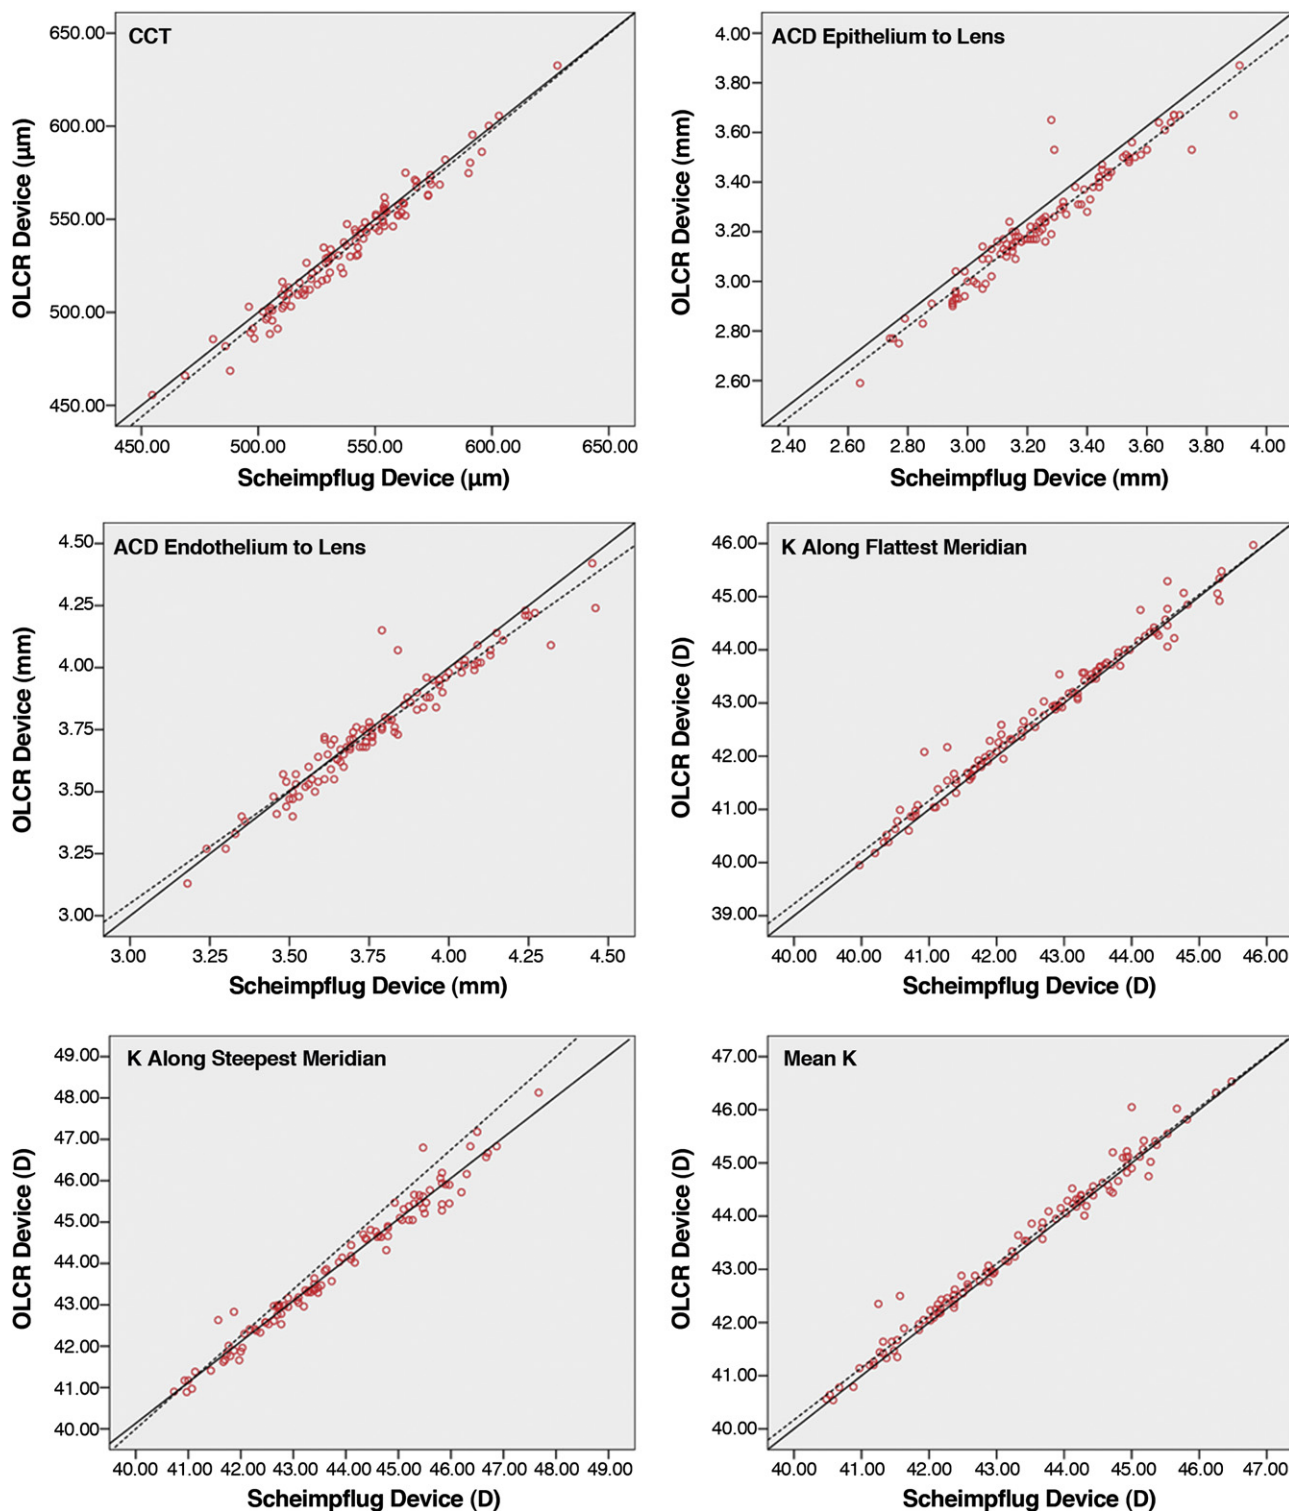 CCT
650.00
600.00
550.00
500.00
450.00
OLCR Device (µm)
450.00 500.00 550.00 600.00 650.00
Scheimpflug Device (µm)
ACD Epithelium to Lens
4.00
3.80
3.60
3.40
3.20
3.00
2.80
2.60
OLCR Device (mm)
2.40 2.60 2.80 3.00 3.20 3.40 3.60 3.80 4.00
Scheimpflug Device (mm)
ACD Endothelium to Lens
4.50
4.25
4.00
3.75
3.50
3.25
3.00
OLCR Device (mm)
3.00 3.25 3.50 3.75 4.00 4.25 4.50
Scheimpflug Device (mm)
K Along Flattest Meridian
46.00
45.00
44.00
43.00
42.00
41.00
40.00
39.00
OLCR Device (D)
40.00 40.00 41.00 42.00 43.00 44.00 45.00 46.00
Scheimpflug Device (D)
K Along Steepest Meridian
49.00
48.00
47.00
46.00
45.00
44.00
43.00
42.00
41.00
40.00
OLCR Device (D)
40.00 41.00 42.00 43.00 44.00 45.00 46.00 47.00 48.00 49.00
Scheimpflug Device (D)
Mean K
47.00
46.00
45.00
44.00
43.00
42.00
41.00
40.00
OLCR Device (D)
40.00 41.00 42.00 43.00 44.00 45.00 46.00 47.00
Scheimpflug Device (D)